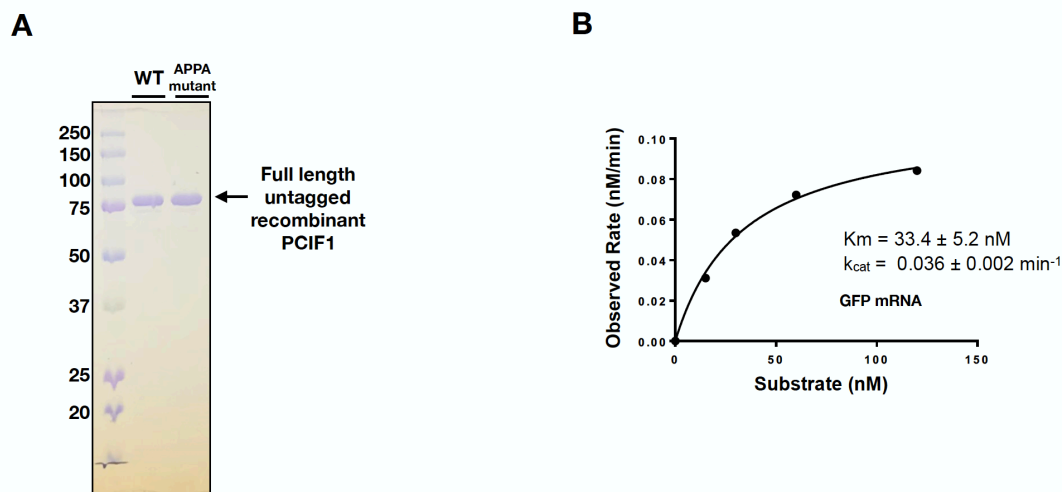 A
WT
APPA
mutant
250
150
100
75
50
37
25
20
Full length
untagged
recombinant
PCIF1
B
Observed Rate (nM/min)
0.10
0.08
0.06
0.04
0.02
0.00
0
50
100
150
Substrate (nM)
Km = 33.4 ± 5.2 nM
kcat = 0.036 ± 0.002 min-1
GFP mRNA